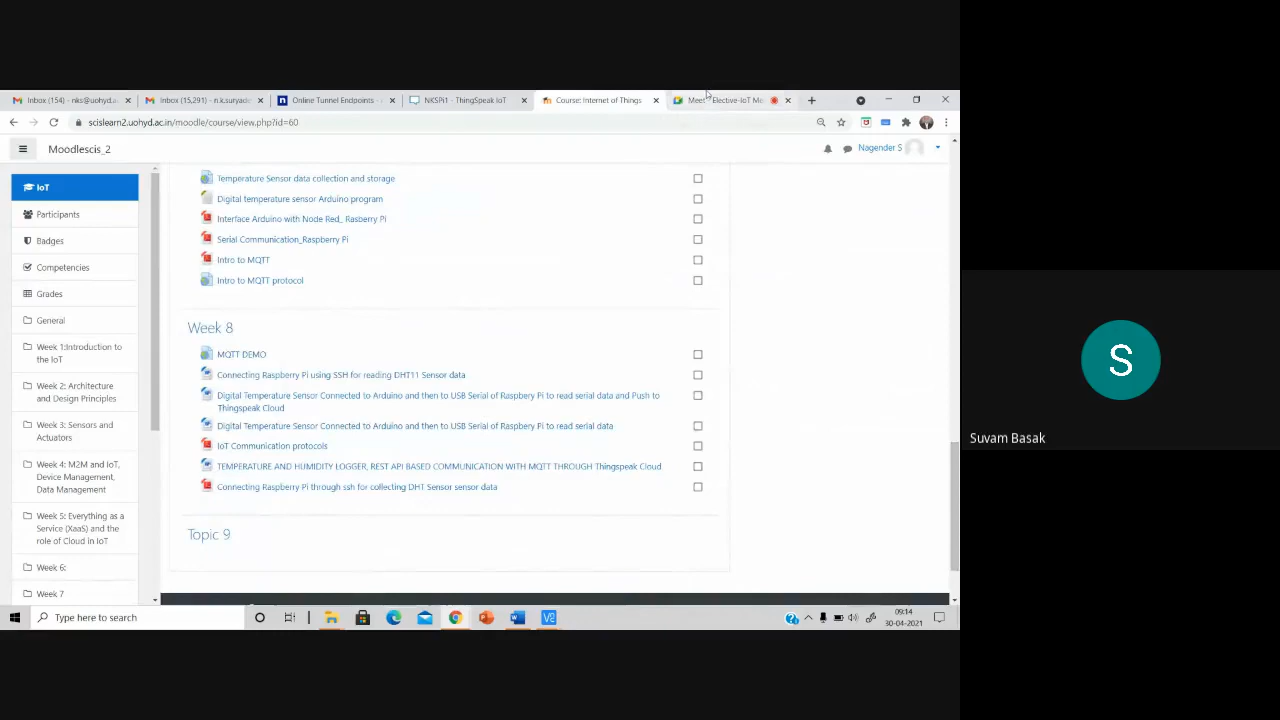 Inbox (154) - nks@uohyd.a
Inbox (15,291) - n.k.suryade
Online Tunnel Endpoints -
NKSPi1 - ThingSpeak IoT
Course: Internet of Things
Meet - Elective-IoT Me
scislearn2.uohyd.ac.in/moodle/course/view.php?id=60
Moodlescis_2
Nagender S
IoT
Participants
Badges
Competencies
Grades
General
Week 1:Introduction to
the IoT
Week 2: Architecture
and Design Principles
Week 3: Sensors and
Actuators
Week 4: M2M and IoT,
Device Management,
Data Management
Week 5: Everything as a
Service (XaaS) and the
role of Cloud in IoT
Week 6:
Week 7
Temperature Sensor data collection and storage
Digital temperature sensor Arduino program
Interface Arduino with Node Red_ Rasberry Pi
Serial Communication_Raspberry Pi
Intro to MQTT
Intro to MQTT protocol
Week 8
MQTT DEMO
Connecting Raspberry Pi using SSH for reading DHT11 Sensor data
Digital Temperature Sensor Connected to Arduino and then to USB Serial of Raspbery Pi to read serial data and Push to
Thingspeak Cloud
Digital Temperature Sensor Connected to Arduino and then to USB Serial of Raspbery Pi to read serial data
IoT Communication protocols
TEMPERATURE AND HUMIDITY LOGGER, REST API BASED COMMUNICATION WITH MQTT THROUGH Thingspeak Cloud
Connecting Raspberry Pi through ssh for collecting DHT Sensor sensor data
Topic 9
Type here to search
09:14
30-04-2021
S
Suvam Basak